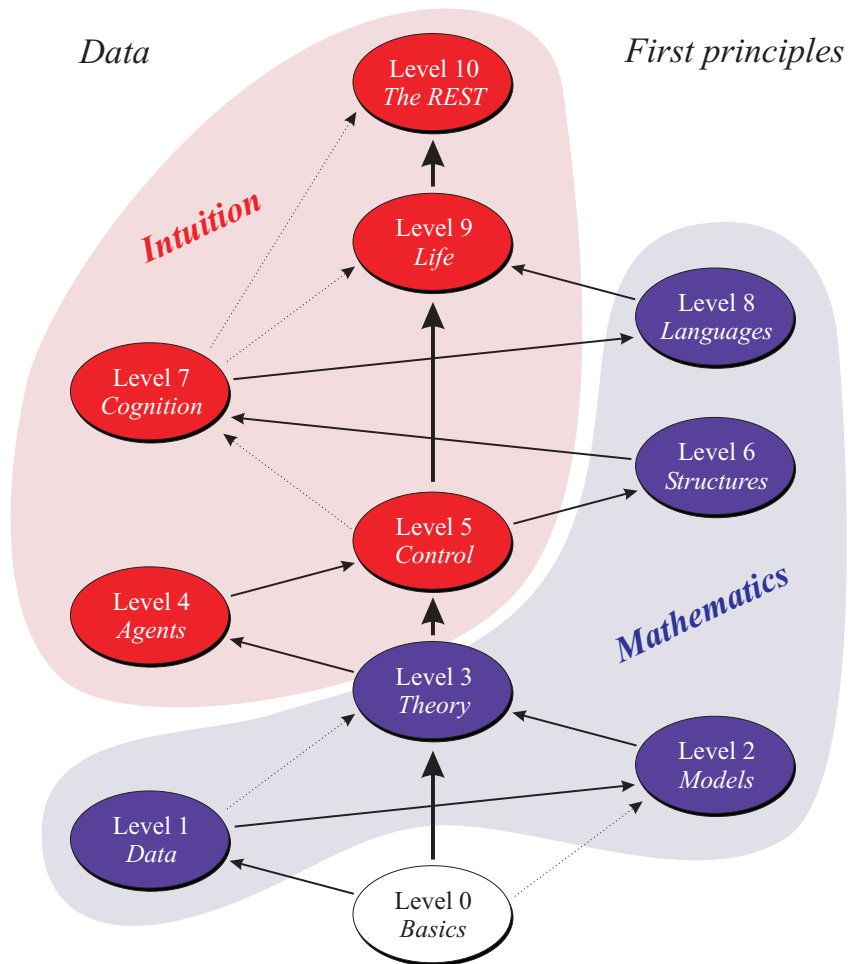 Data
First principles
Level 10
The REST
Intuition
Level 9
Life
Level 8
Languages
Level 7
Cognition
Level 6
Structures
Level 5
Control
Level 4
Agents
Mathematics
Level 3
Theory
Level 2
Models
Level 1
Data
Level 0
Basics